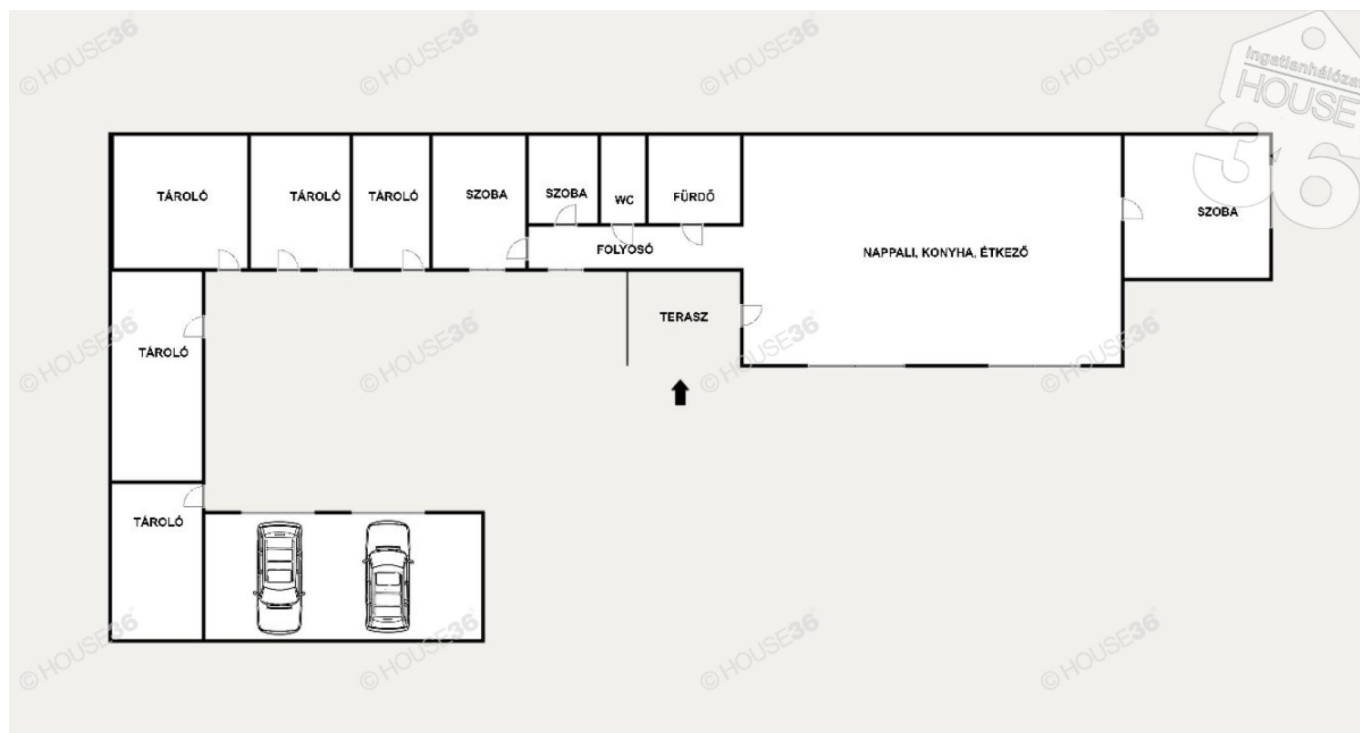 © HOUSE36
© HOUSE36
© HOUSE36
© HOUSE36
Ingatlanhálózat
HOUSE
36
TÁROLÓ
TÁROLÓ
TÁROLÓ
SZOBA
SZOBA
WC
FÜRDŐ
SZOBA
FOLYOSÓ
NAPPALI, KONYHA, ÉTKEZŐ
TERASZ
© HOUSE36
© HOUSE36
© HOUSE36
© HOUSE36
TÁROLÓ
TÁROLÓ
© HOUSE36
© HOUSE36
© HOUSE36
© HOUSE36